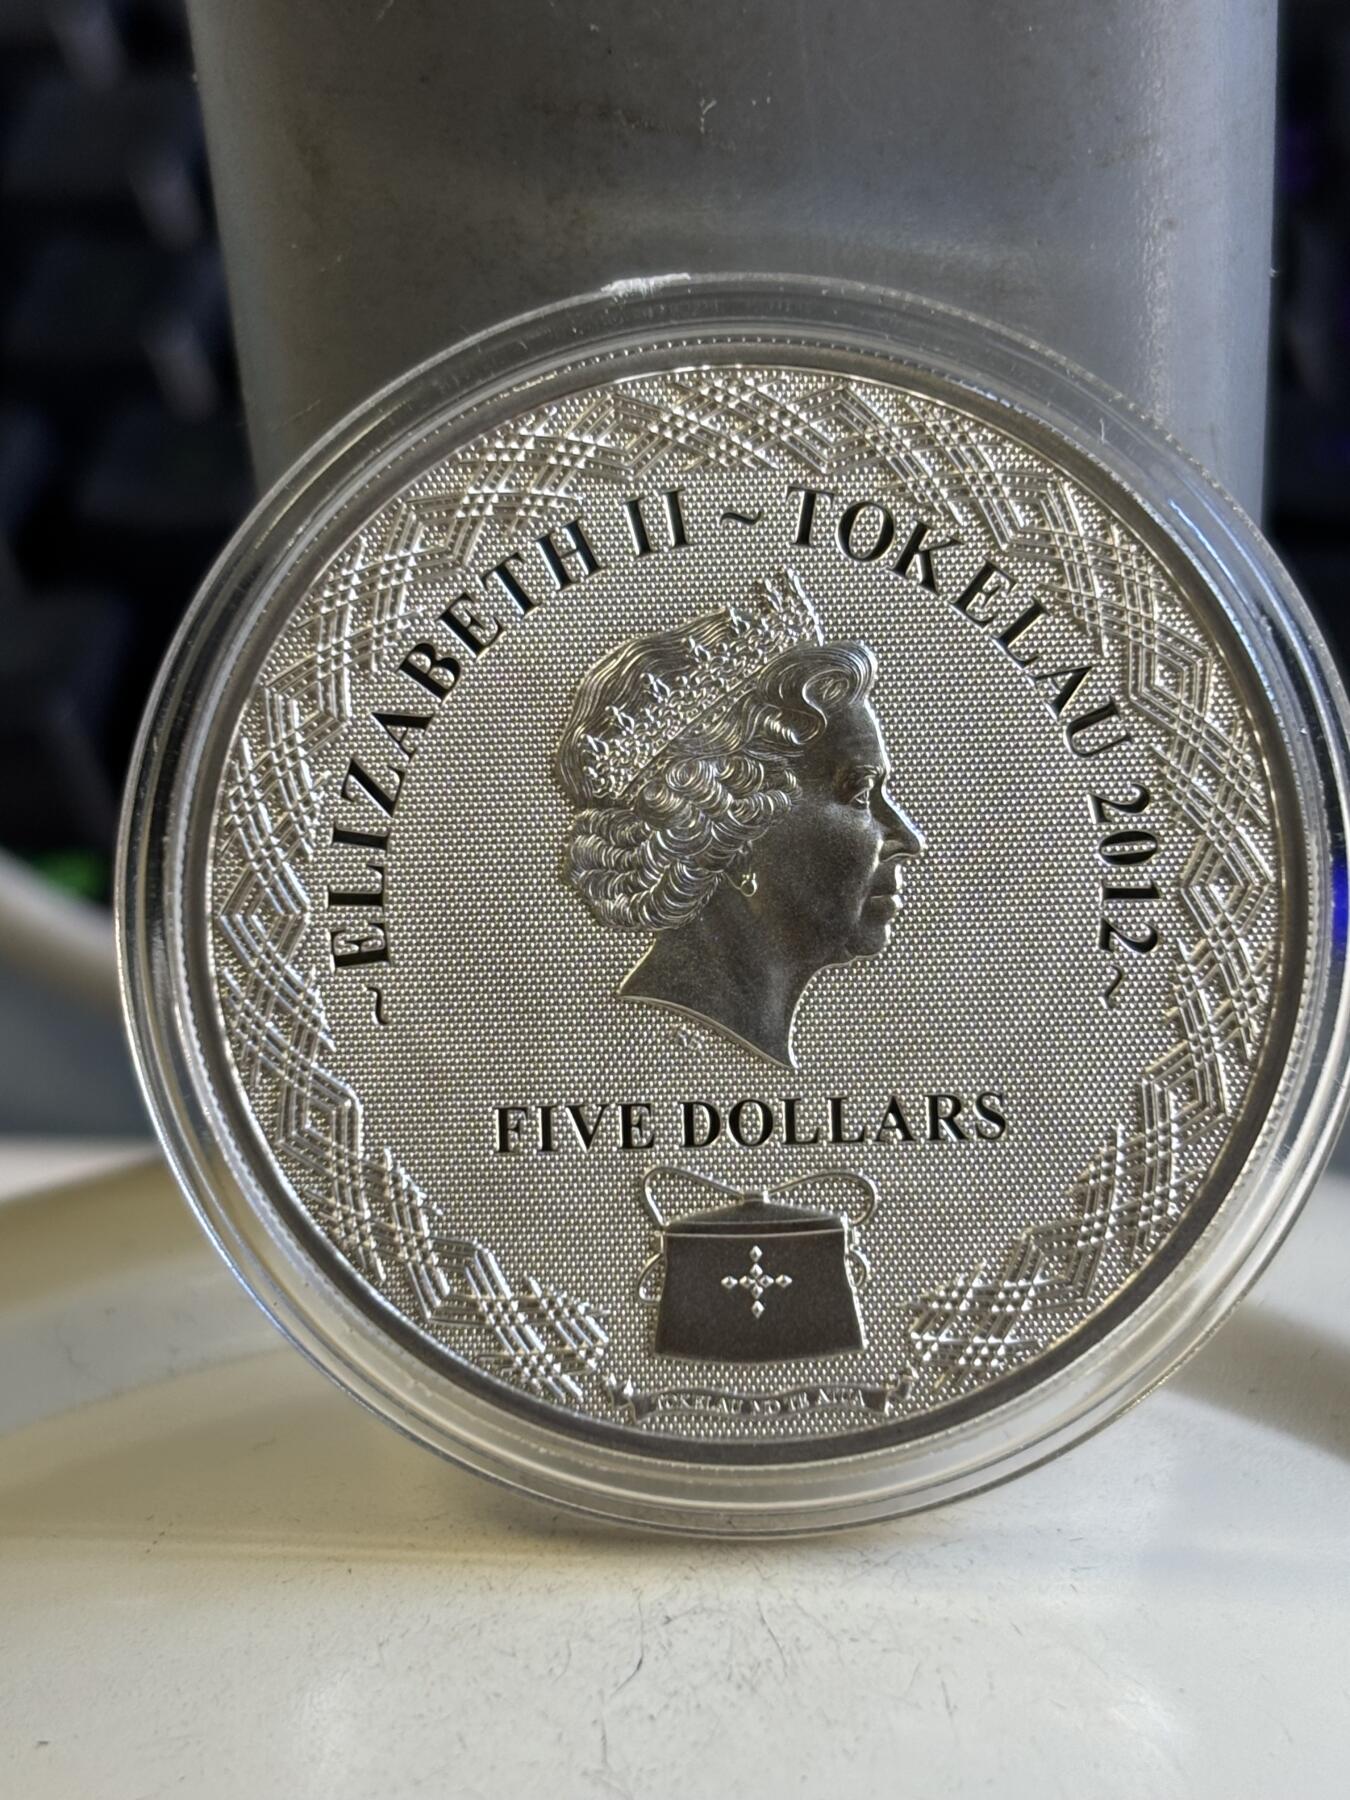 ~ELIZABETH II ~ TOKELAU 2012~
FIVE DOLLARS